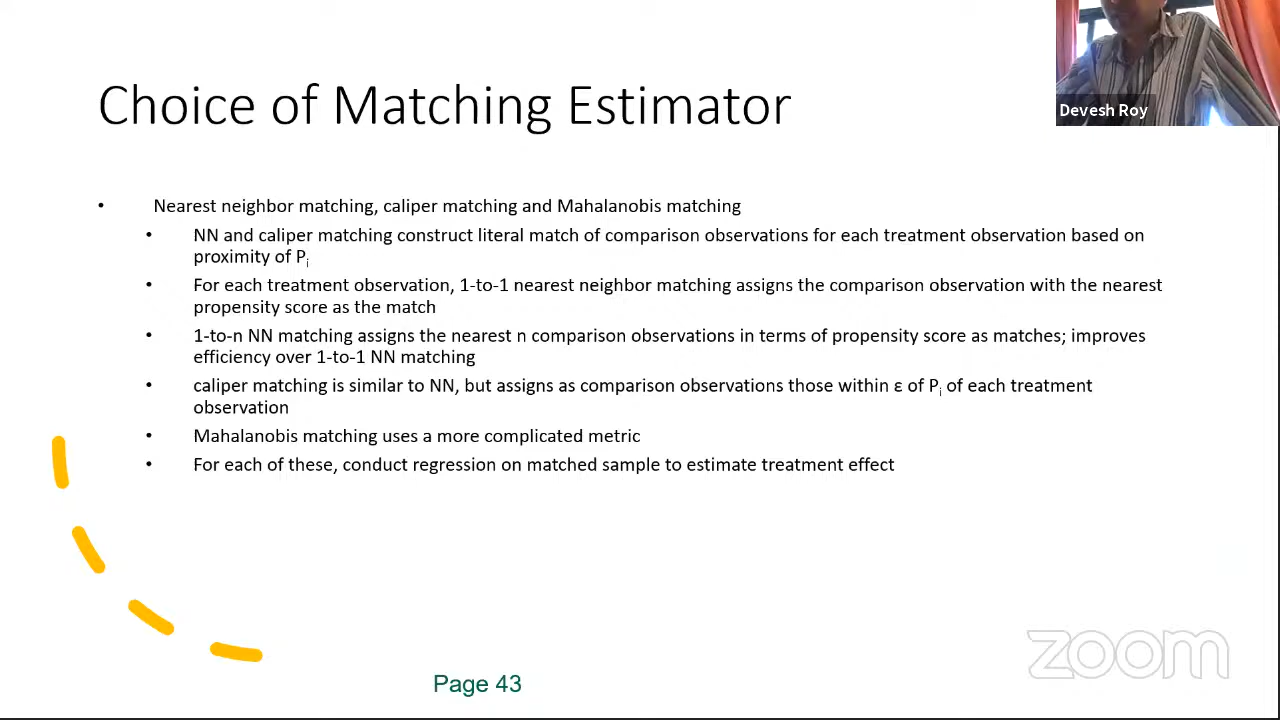 Choice of Matching Estimator
Devesh Roy
• Nearest neighbor matching, caliper matching and Mahalanobis matching
• NN and caliper matching construct literal match of comparison observations for each treatment observation based on
proximity of Pi
• For each treatment observation, 1-to-1 nearest neighbor matching assigns the comparison observation with the nearest
propensity score as the match
• 1-to-n NN matching assigns the nearest n comparison observations in terms of propensity score as matches; improves
efficiency over 1-to-1 NN matching
• caliper matching is similar to NN, but assigns as comparison observations those within ε of Pi of each treatment
observation
• Mahalanobis matching uses a more complicated metric
• For each of these, conduct regression on matched sample to estimate treatment effect
zoom
Page 43